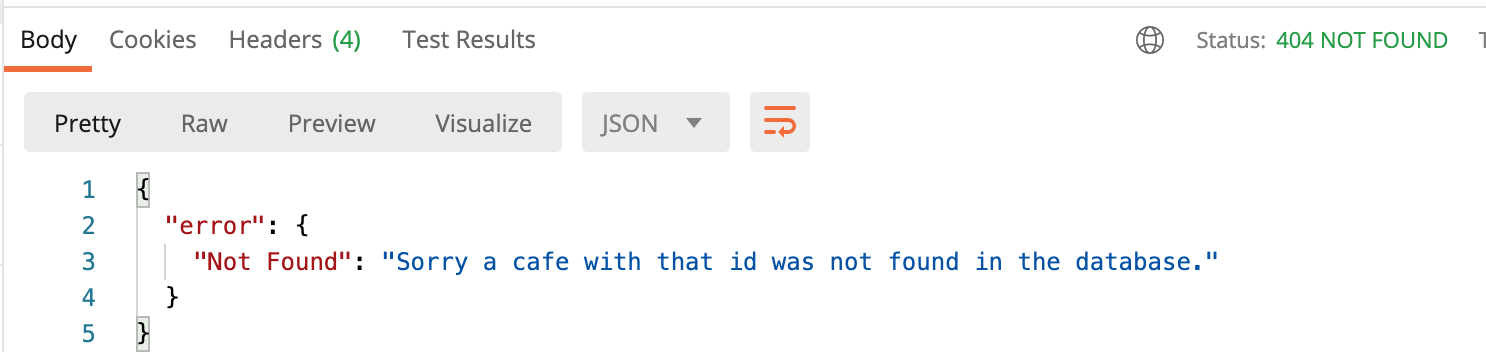 Body Cookies Headers (4) Test Results Status: 404 NOT FOUND
Pretty Raw Preview Visualize JSON
1 {
2 "error": {
3 "Not Found": "Sorry a cafe with that id was not found in the database."
4 }
5 }